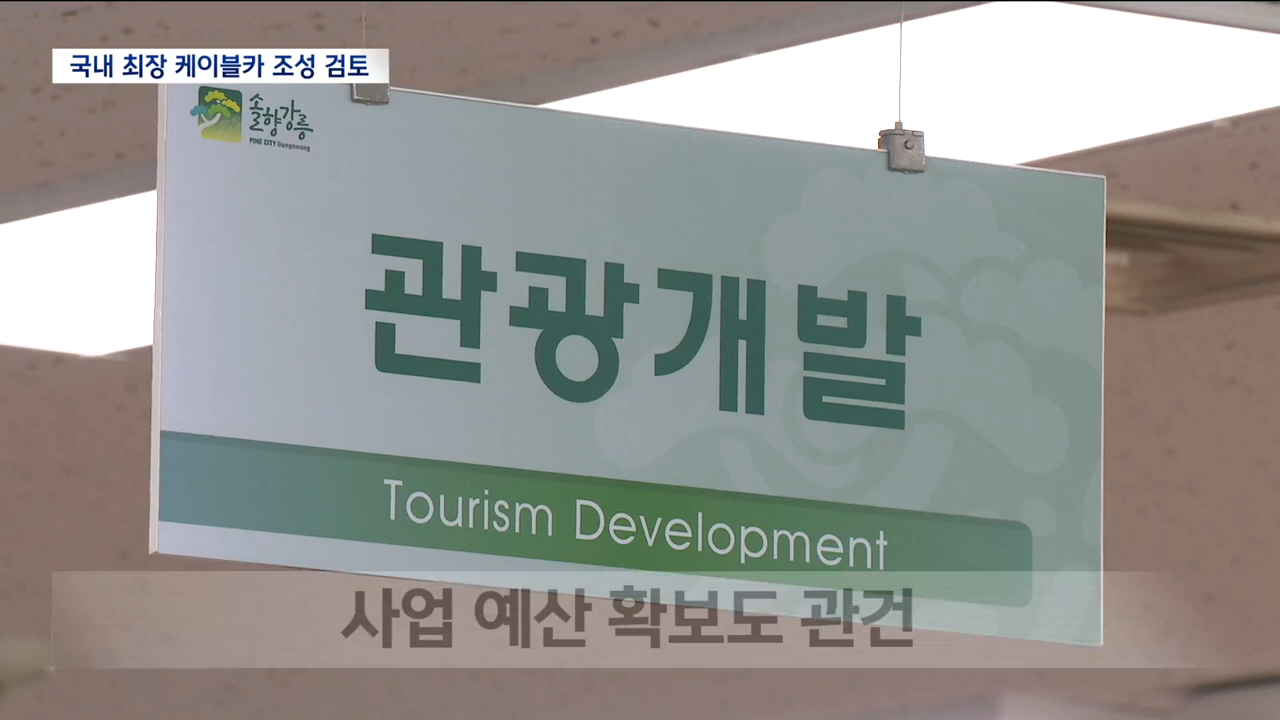 국내 최장 케이블카 조성 검토
솔향강릉
PINE CITY Gangneung
관광개발
Tourism Development
사업 예산 확보도 관건